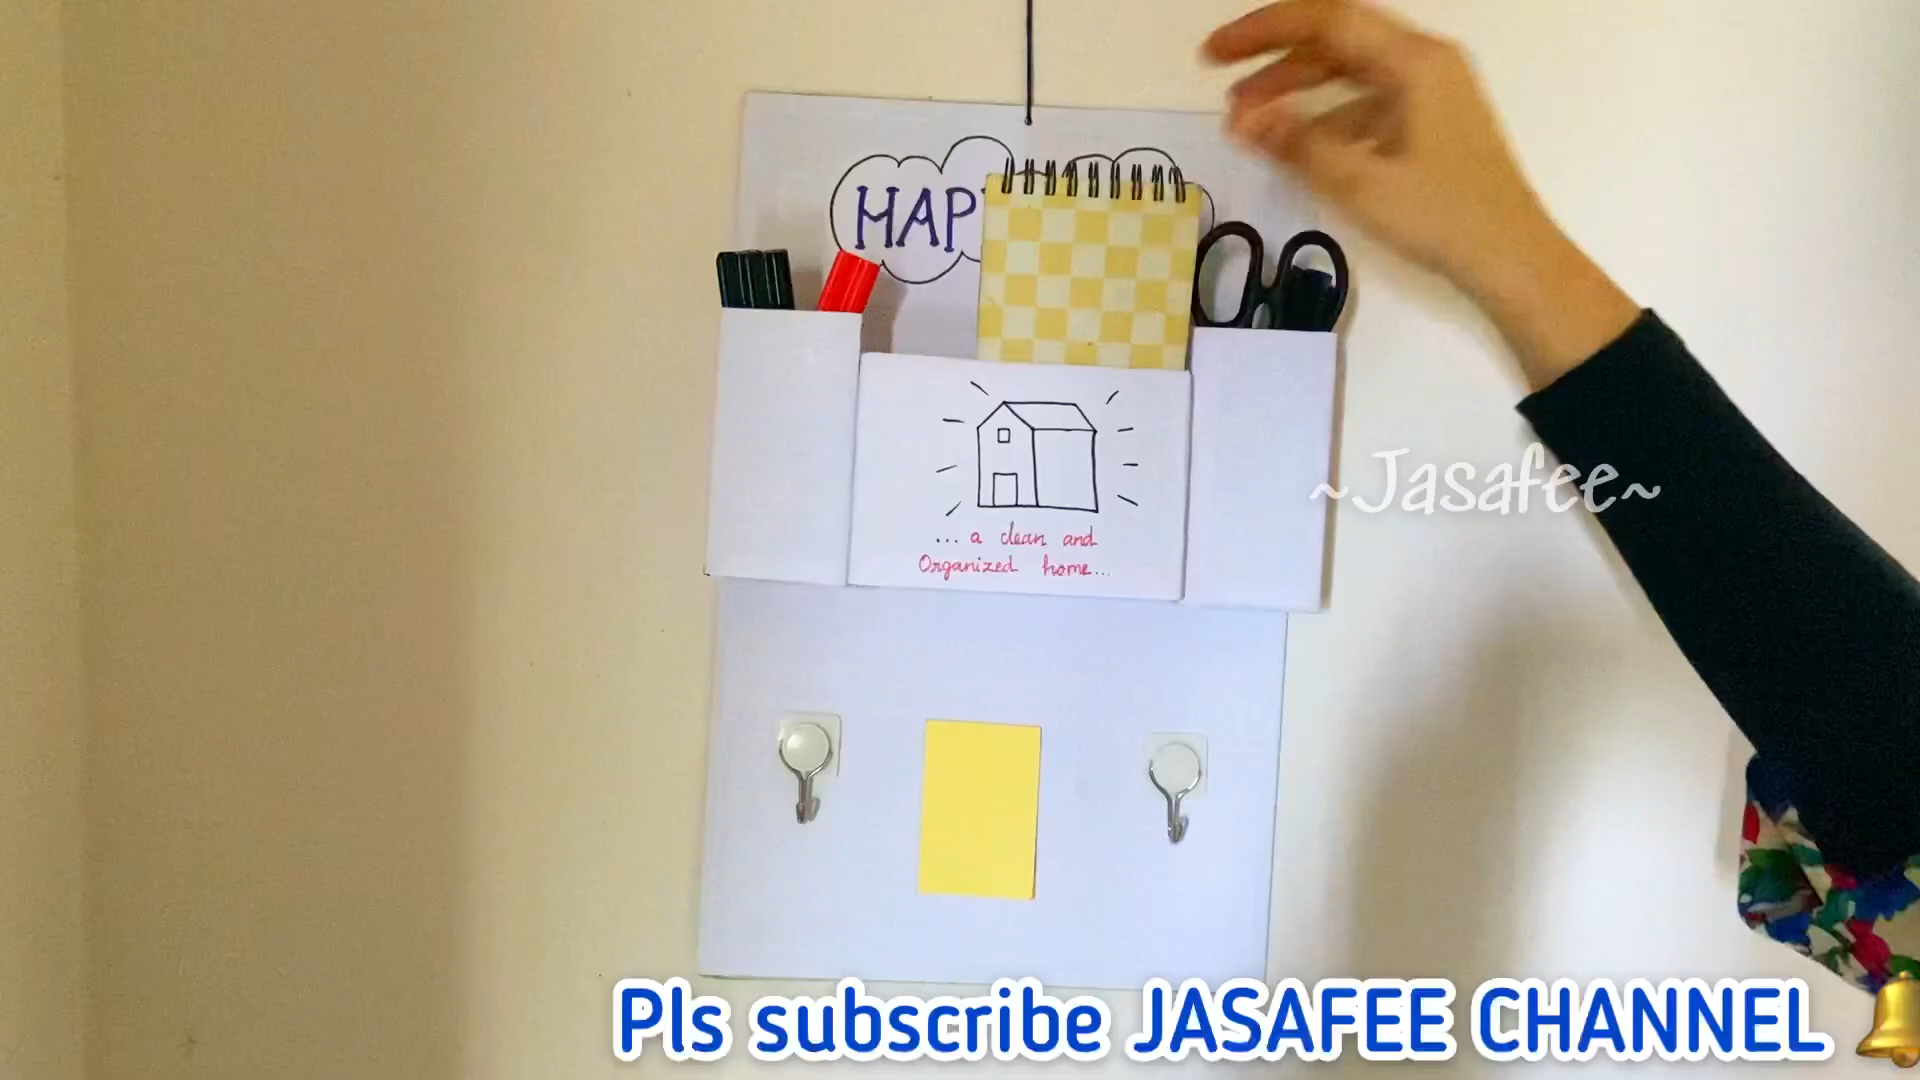 HAP
~Jasafee~
... a clean and
Organized home...
Pls subscribe JASAFEE CHANNEL